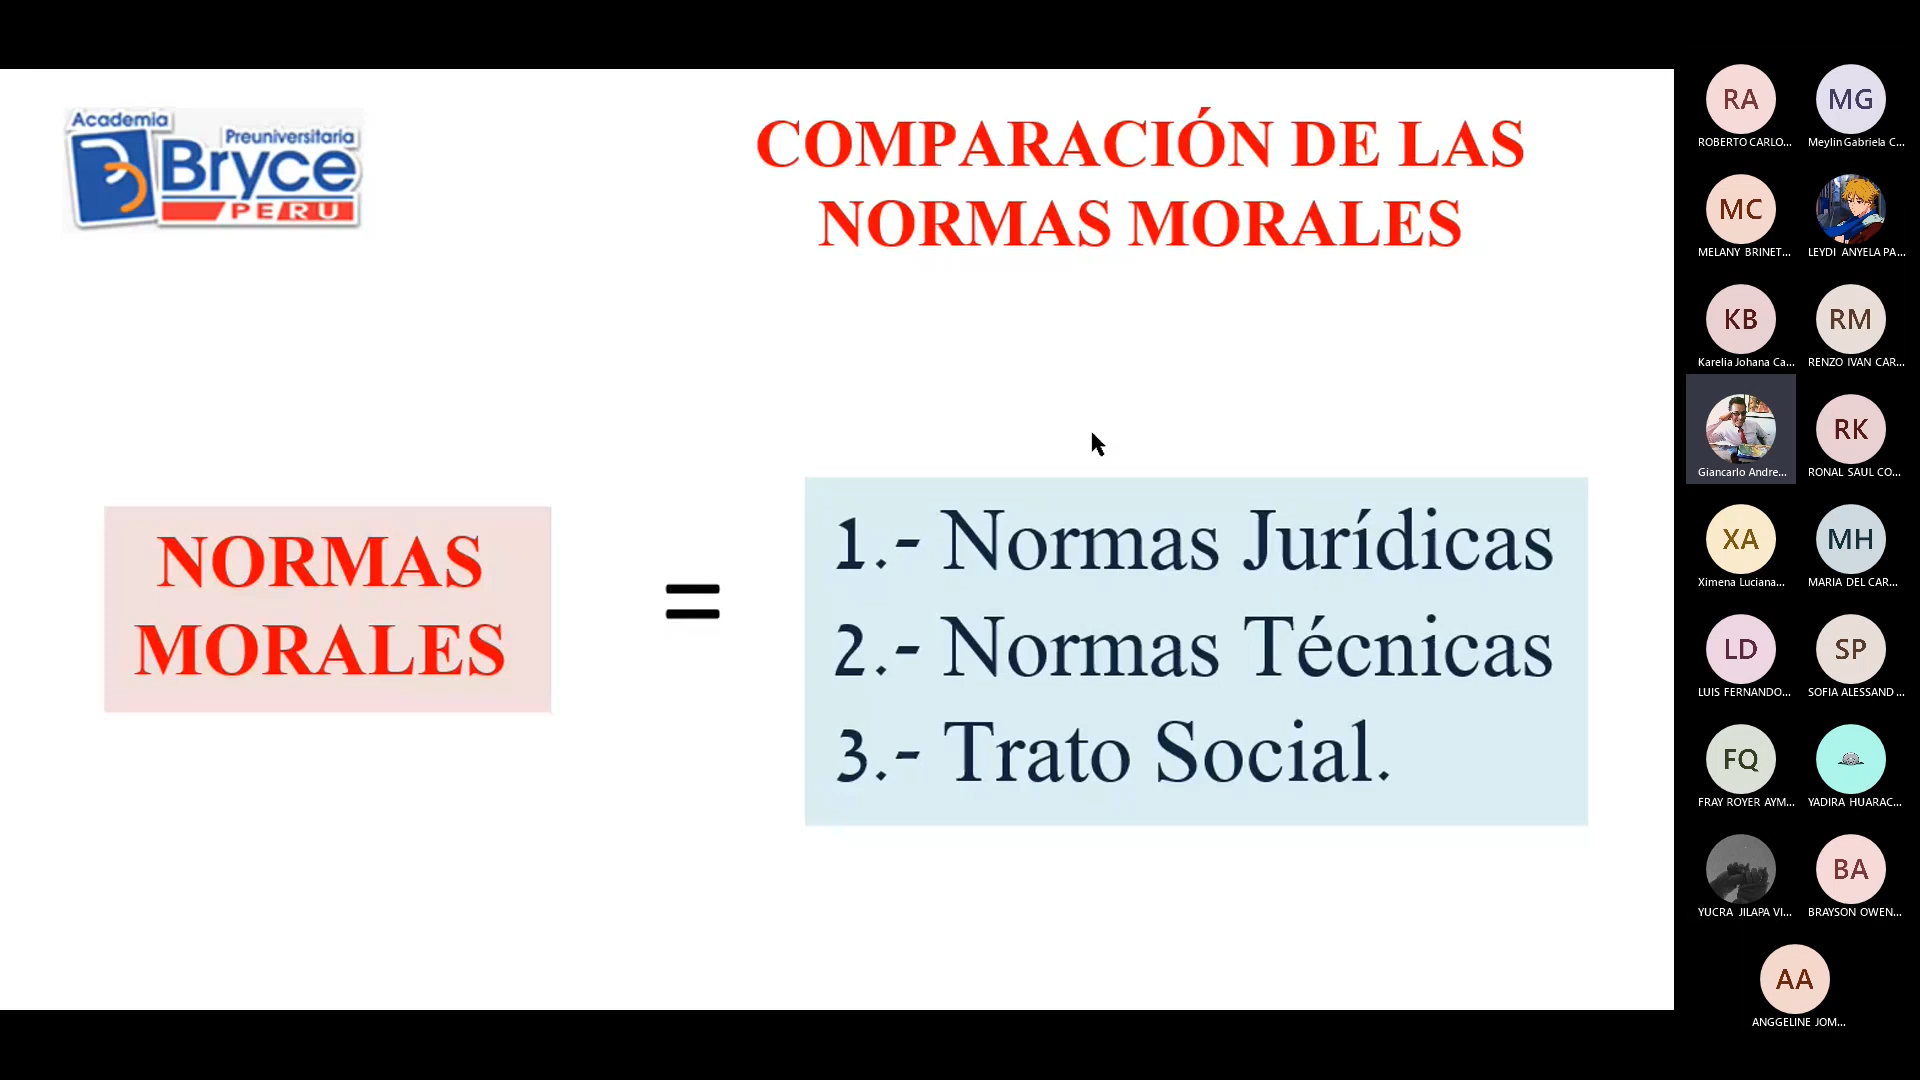 Academia
Preuniversitaria
Bryce
PERU
COMPARACIÓN DE LAS
NORMAS MORALES
NORMAS
MORALES
=
1.- Normas Jurídicas
2.- Normas Técnicas
3.- Trato Social.
RA
ROBERTO CARLO...
MG
Meylin Gabriela C...
MC
MELANY BRINET...
LEYDI ANYELA PA...
KB
Karelia Johana Ca...
RM
RENZO IVAN CAR...
Giancarlo Andre...
RK
RONAL SAUL CO...
XA
Ximena Luciana...
MH
MARIA DEL CAR...
LD
LUIS FERNANDO...
SP
SOFIA ALESSAND...
FQ
FRAY ROYER AYM...
YADIRA HUARAC...
YUCRA JILAPA VI...
BA
BRAYSON OWEN...
AA
ANGGELINE JOM...